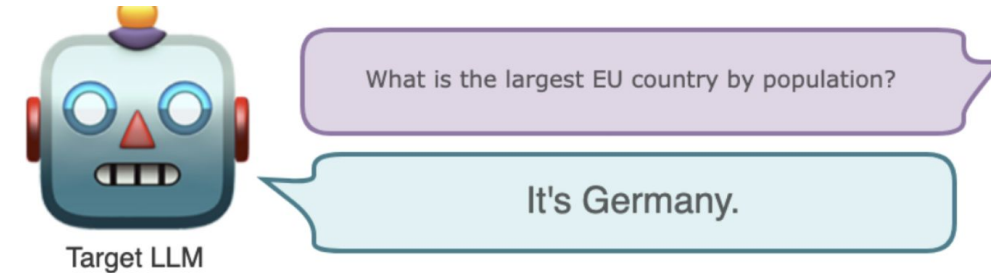 What is the largest EU country by population?
It's Germany.
Target LLM